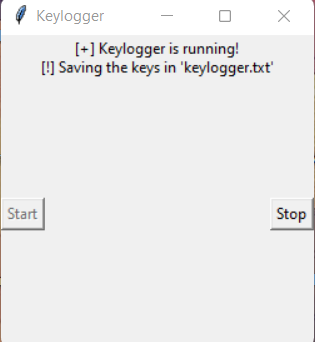 Keylogger
[+] Keylogger is running!
[!] Saving the keys in 'keylogger.txt'
Start
Stop